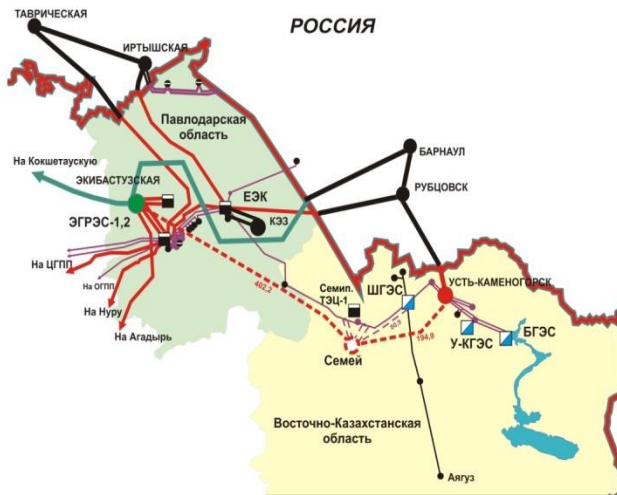 ТАВРИЧЕСКАЯ
РОССИЯ
ИРТЫШСКАЯ
Павлодарская
область
БАРНАУЛ
На Кокшетаускую
ЭКИБАСТУЗСКАЯ
РУБЦОВСК
ЕЭК
ЭГРЭС-1,2
КЭЗ
На ЦГПП
На ОГПП
На Нуру
На Агадырь
402,2
Семип.
ТЭЦ-1
ШГЭС
УСТЬ-КАМЕНОГОРСК
У-КГЭС
БГЭС
194,9
Семей
Восточно-Казахстанская
область
Аягуз